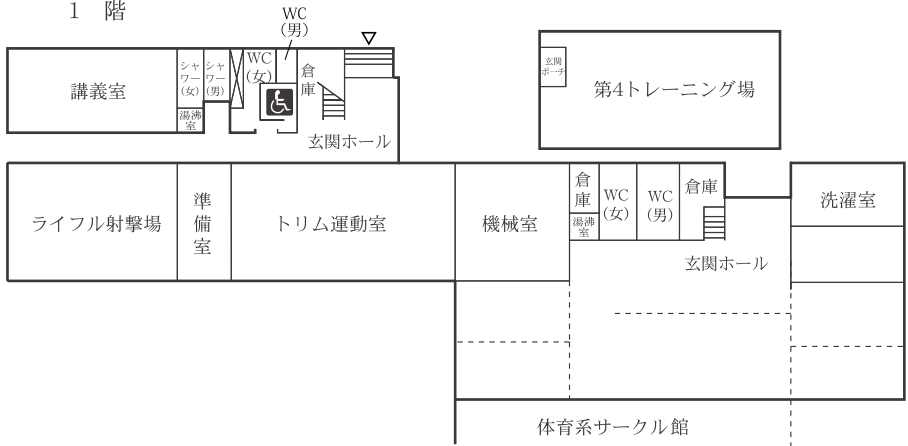 1 階
WC
(男)
講義室
シャ
ワー
(女)
シャ
ワー
(男)
WC
(女)
倉
庫
湯沸
室
玄関ホール
玄関
ポーチ
第4トレーニング場
ライフル射撃場
準
備
室
トリム運動室
機械室
倉
庫
湯沸
室
WC
(女)
WC
(男)
倉庫
玄関ホール
洗濯室
体育系サークル館